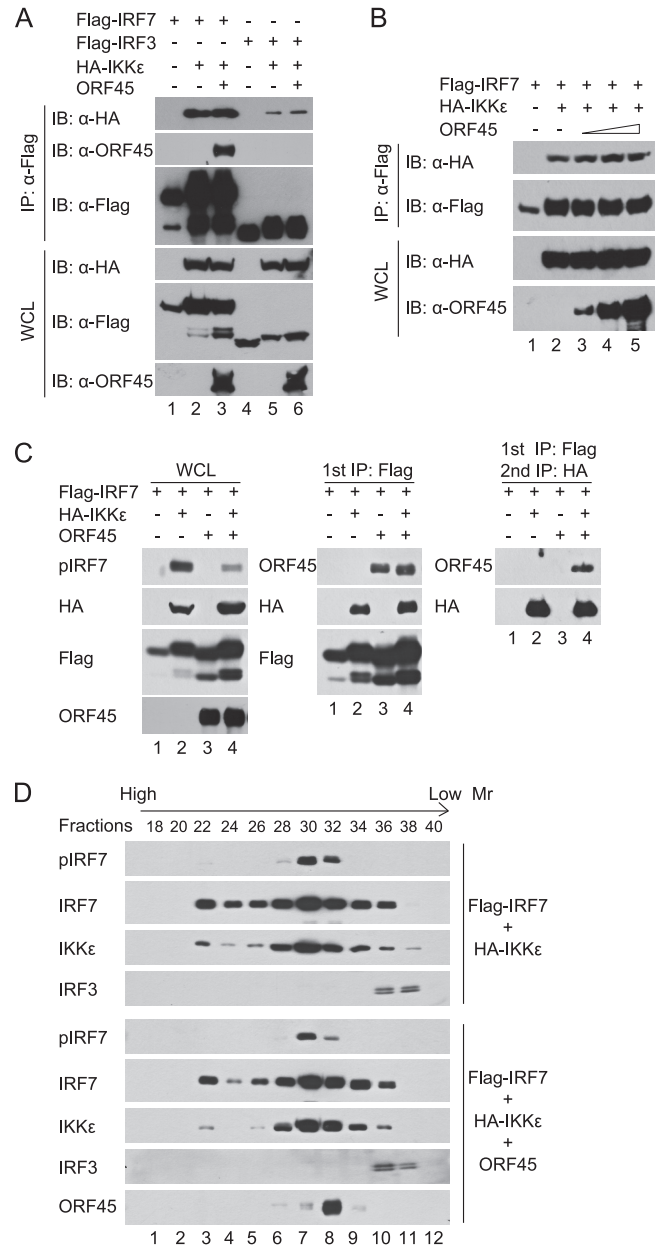 A
Flag-IRF7 + + + - - -
Flag-IRF3 - - - + + +
HA-IKKε - + + - + +
ORF45 - - + - - +
IP: α-Flag
IB: α-HA
IB: α-ORF45
IB: α-Flag
WCL
IB: α-HA
IB: α-Flag
IB: α-ORF45
1 2 3 4 5 6
B
Flag-IRF7 + + + + +
HA-IKKε - + + + +
ORF45 - -
IP: α-Flag
IB: α-HA
IB: α-Flag
WCL
IB: α-HA
IB: α-ORF45
1 2 3 4 5
C
WCL
Flag-IRF7 + + + +
HA-IKKε - + - +
ORF45 - - + +
pIRF7
HA
Flag
ORF45
1 2 3 4
1st IP: Flag
+ + + +
- + - +
- - + +
ORF45
HA
Flag
1 2 3 4
1st IP: Flag
2nd IP: HA
+ + + +
- + - +
- - + +
ORF45
HA
1 2 3 4
D
High Low Mr
Fractions 18 20 22 24 26 28 30 32 34 36 38 40
pIRF7
IRF7
IKKε
IRF3
Flag-IRF7
+
HA-IKKε
pIRF7
IRF7
IKKε
IRF3
ORF45
Flag-IRF7
+
HA-IKKε
+
ORF45
1 2 3 4 5 6 7 8 9 10 11 12